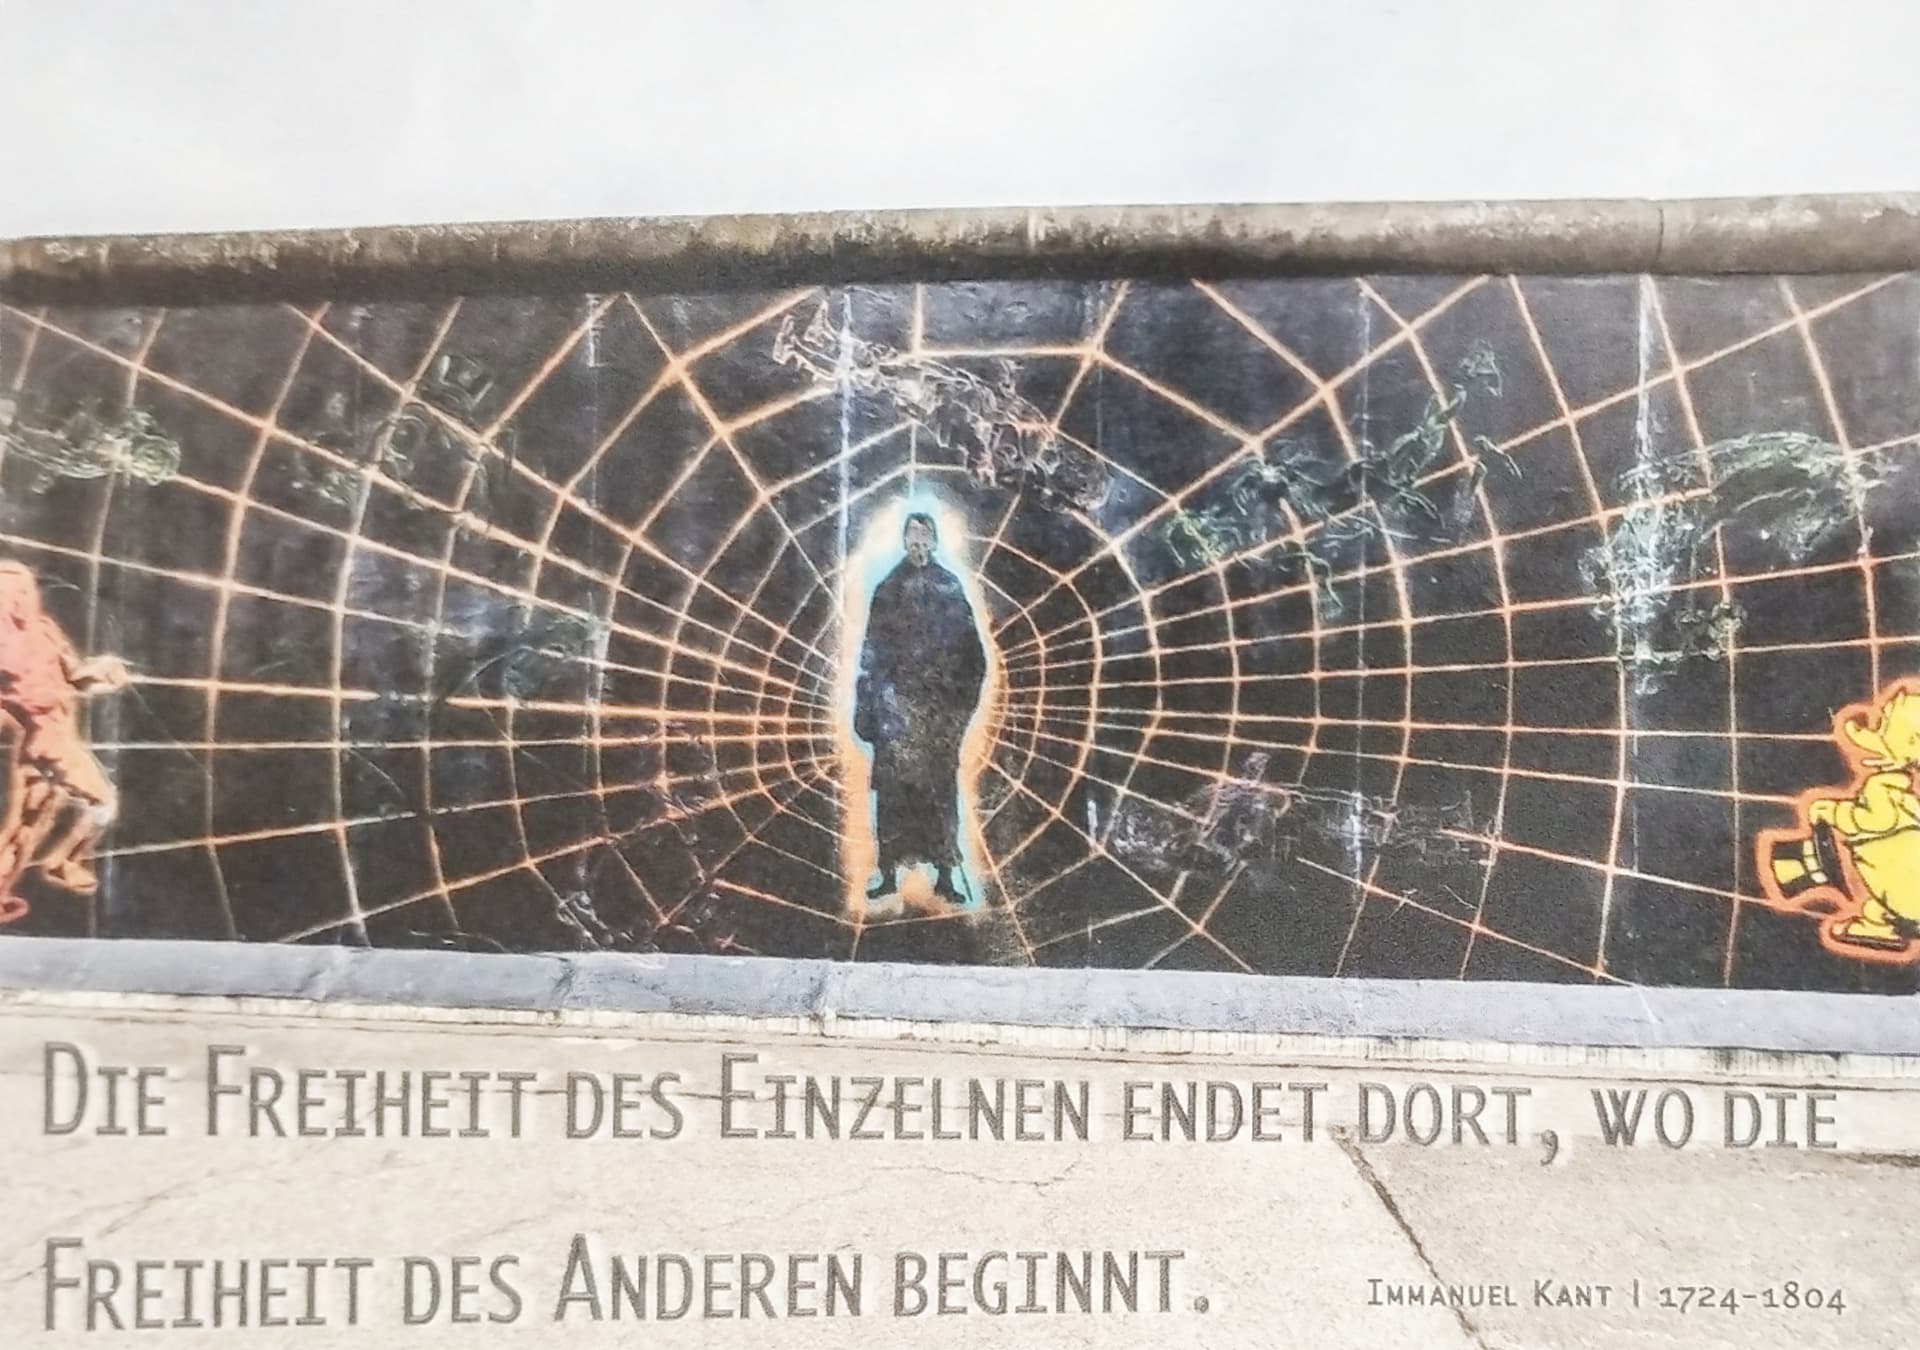 Die Freiheit des Einzelnen endet dort, wo die
Freiheit des Anderen beginnt.
Immanuel Kant | 1724-1804